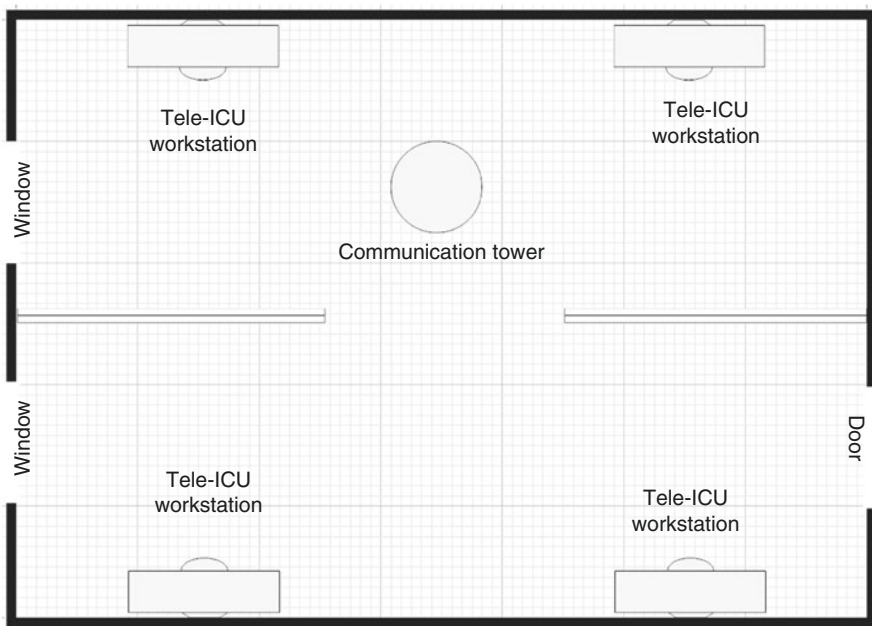 Tele-ICU
workstation
Tele-ICU
workstation
Window
Communication tower
Window
Door
Tele-ICU
workstation
Tele-ICU
workstation